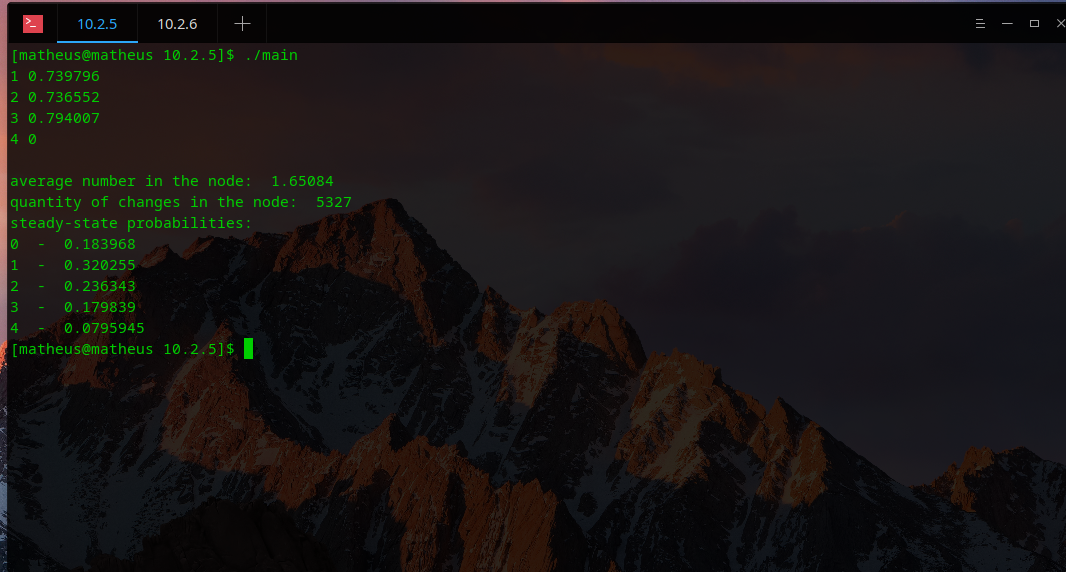 10.2.5 10.2.6
[matheus@matheus 10.2.5]$ ./main
1 0.739796
2 0.736552
3 0.794007
4 0
average number in the node:  1.65084
quantity of changes in the node:  5327
steady-state probabilities:
0  -  0.183968
1  -  0.320255
2  -  0.236343
3  -  0.179839
4  -  0.0795945
[matheus@matheus 10.2.5]$